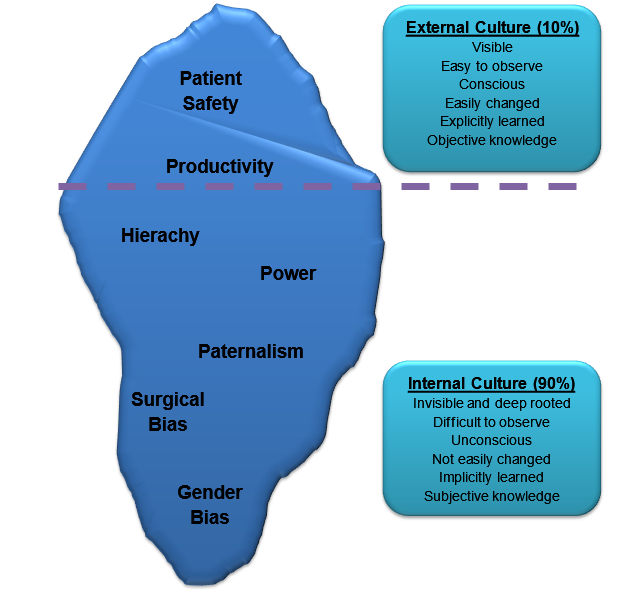 Patient
Safety
Productivity
Hierachy
Power
Paternalism
Surgical
Bias
Gender
Bias
External Culture (10%)
Visible
Easy to observe
Conscious
Easily changed
Explicitly learned
Objective knowledge
Internal Culture (90%)
Invisible and deep rooted
Difficult to observe
Unconscious
Not easily changed
Implicitly learned
Subjective knowledge